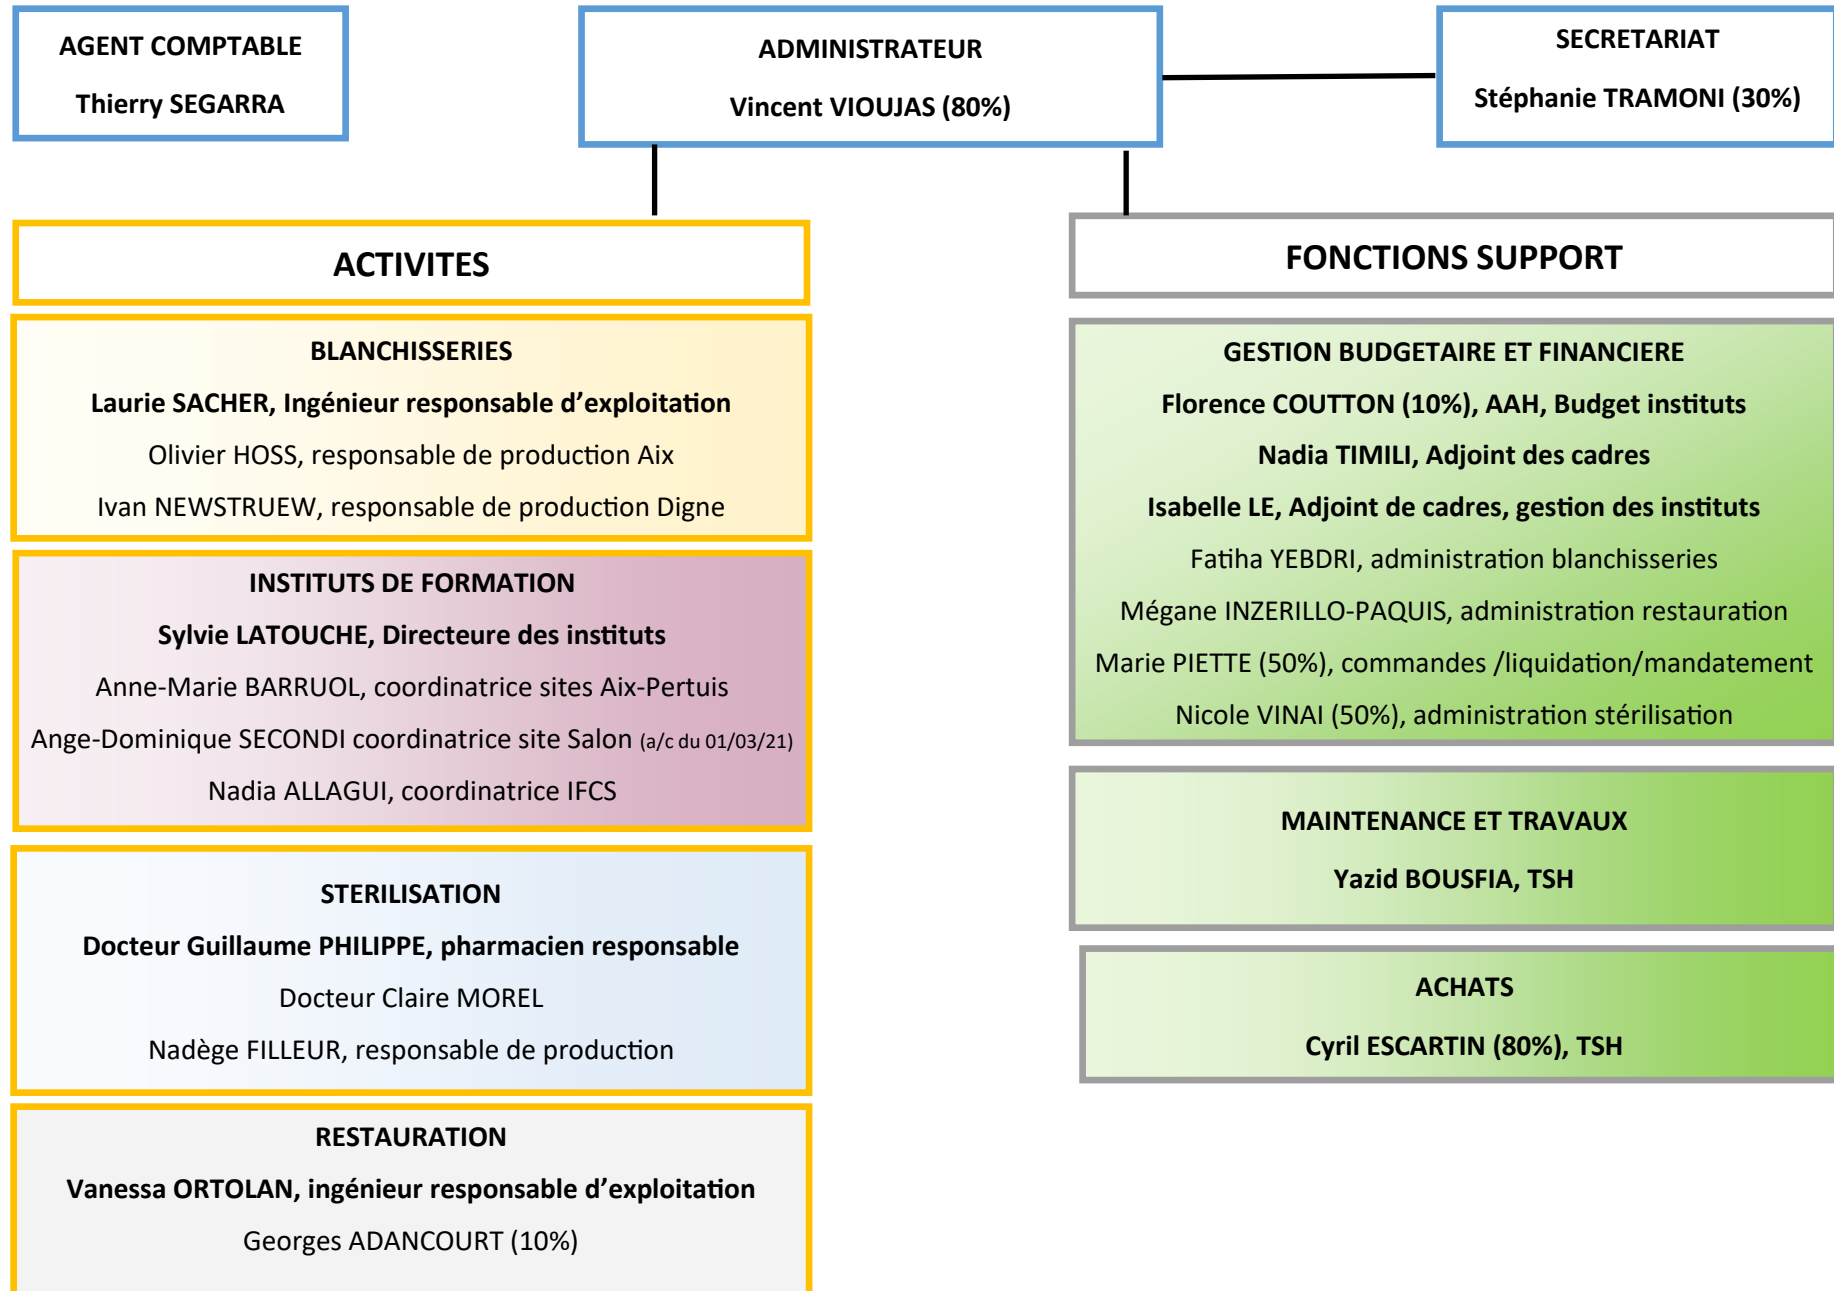 AGENT COMPTABLE
Thierry SEGARRA
ADMINISTRATEUR
Vincent VIOUJAS (80%)
SECRETARIAT
Stéphanie TRAMONI (30%)
ACTIVITES
BLANCHISSERIES
Laurie SACHER, Ingénieur responsable d’exploitation
Olivier HOSS, responsable de production Aix
Ivan NEWSTRUEW, responsable de production Digne
INSTITUTS DE FORMATION
Sylvie LATOUCHE, Directeure des instituts
Anne-Marie BARRUOL, coordinatrice sites Aix-Pertuis
Ange-Dominique SECONDI coordinatrice site Salon (a/c du 01/03/21)
Nadia ALLAGUI, coordinatrice IFCS
STERILISATION
Docteur Guillaume PHILIPPE, pharmacien responsable
Docteur Claire MOREL
Nadège FILLEUR, responsable de production
RESTAURATION
Vanessa ORTOLAN, ingénieur responsable d’exploitation
Georges ADANCOURT (10%)
FONCTIONS SUPPORT
GESTION BUDGETAIRE ET FINANCIERE
Florence COUTTON (10%), AAH, Budget instituts
Nadia TIMILI, Adjoint des cadres
Isabelle LE, Adjoint de cadres, gestion des instituts
Fatiha YEBDRI, administration blanchisseries
Mégane INZERILLO-PAQUIS, administration restauration
Marie PIETTE (50%), commandes /liquidation/mandatement
Nicole VINAI (50%), administration stérilisation
MAINTENANCE ET TRAVAUX
Yazid BOUSFIA, TSH
ACHATS
Cyril ESCARTIN (80%), TSH